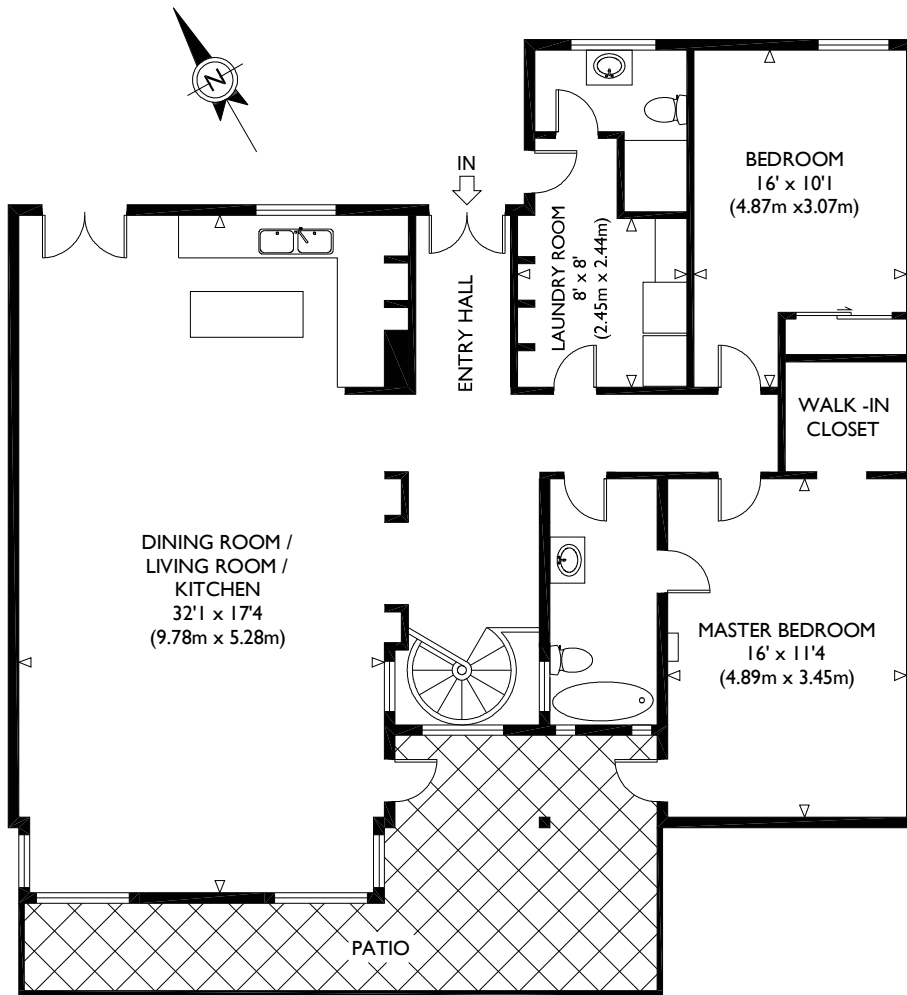 N
IN
BEDROOM
16' x 10'1
(4.87m x3.07m)
LAUNDRY ROOM
8' x 8'
(2.45m x 2.44m)
ENTRY HALL
WALK -IN
CLOSET
DINING ROOM /
LIVING ROOM /
KITCHEN
32'1 x 17'4
(9.78m x 5.28m)
MASTER BEDROOM
16' x 11'4
(4.89m x 3.45m)
PATIO